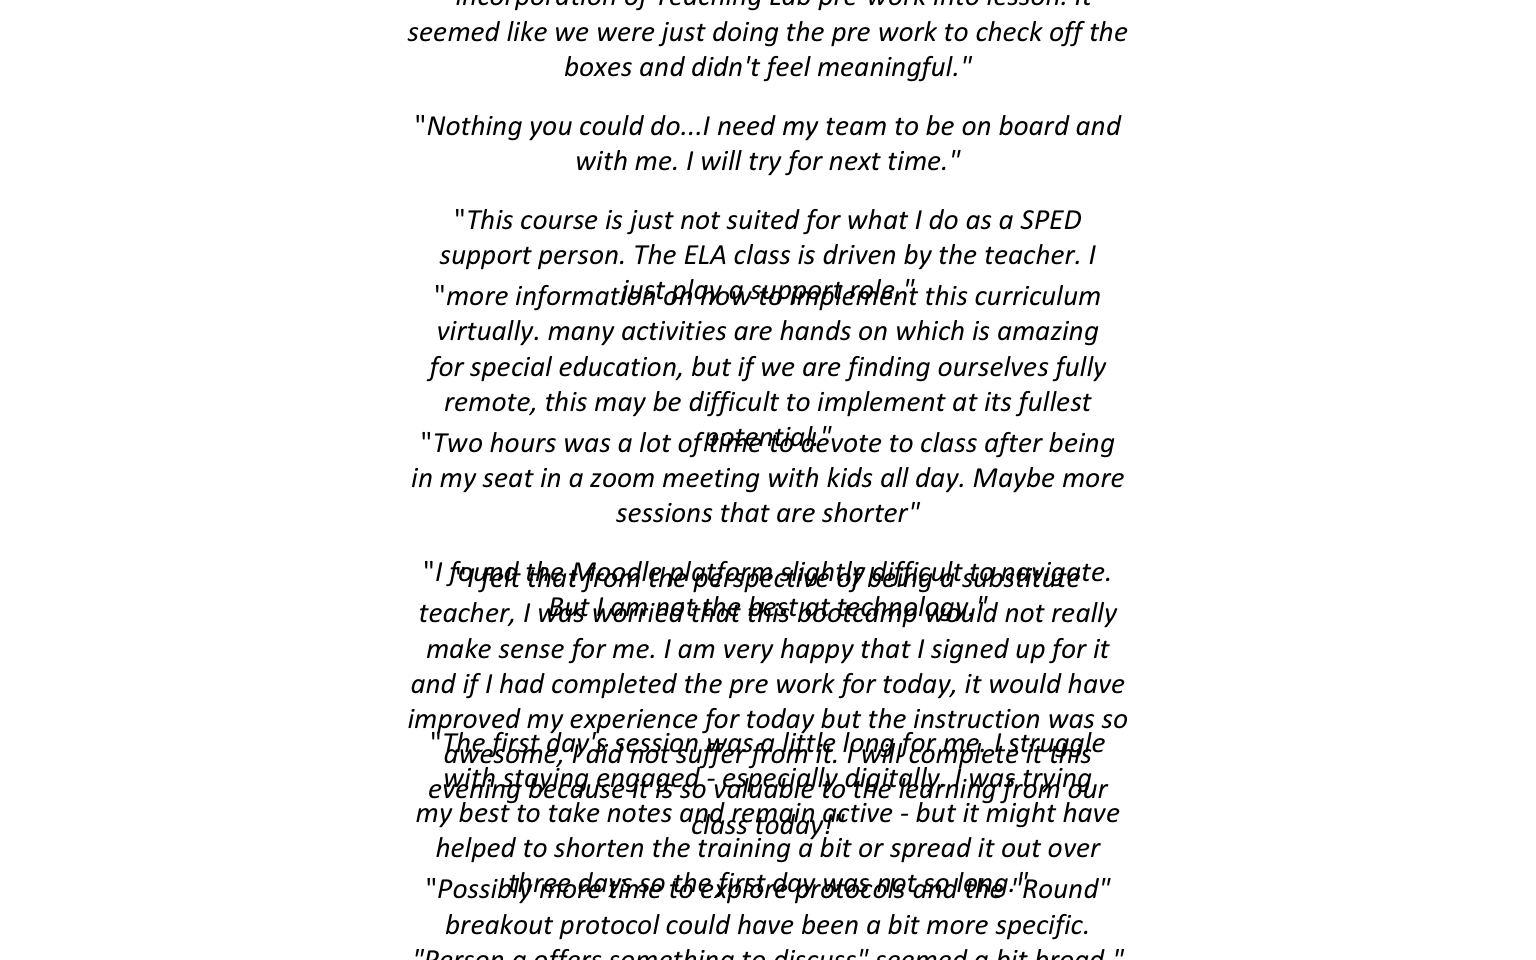 incorporation of Teaching Lab pre-work into lesson. It
seemed like we were just doing the pre work to check off the
boxes and didn't feel meaningful."
"Nothing you could do...I need my team to be on board and
with me. I will try for next time."
"This course is just not suited for what I do as a SPED
support person. The ELA class is driven by the teacher. I
just play a support role."
"more information on how to implement this curriculum
virtually. many activities are hands on which is amazing
for special education, but if we are finding ourselves fully
remote, this may be difficult to implement at its fullest
potential."
"Two hours was a lot of time to devote to class after being
in my seat in a zoom meeting with kids all day. Maybe more
sessions that are shorter"
"I found the Moodle platform slightly difficult to navigate.
But I am not the best at technology."
"I felt that from the perspective of being a substitute
teacher, I was worried that this bootcamp would not really
make sense for me. I am very happy that I signed up for it
and if I had completed the pre work for today, it would have
improved my experience for today but the instruction was so
awesome, I did not suffer from it. I will complete it this
evening because it is so valuable to the learning from our
class today!"
"The first day's session was a little long for me. I struggle
with staying engaged - especially digitally. I was trying
my best to take notes and remain active - but it might have
helped to shorten the training a bit or spread it out over
three days so the first day was not so long."
"Possibly more time to explore protocols and the "Round"
breakout protocol could have been a bit more specific.
"Person a offers something to discuss" seemed a bit broad."